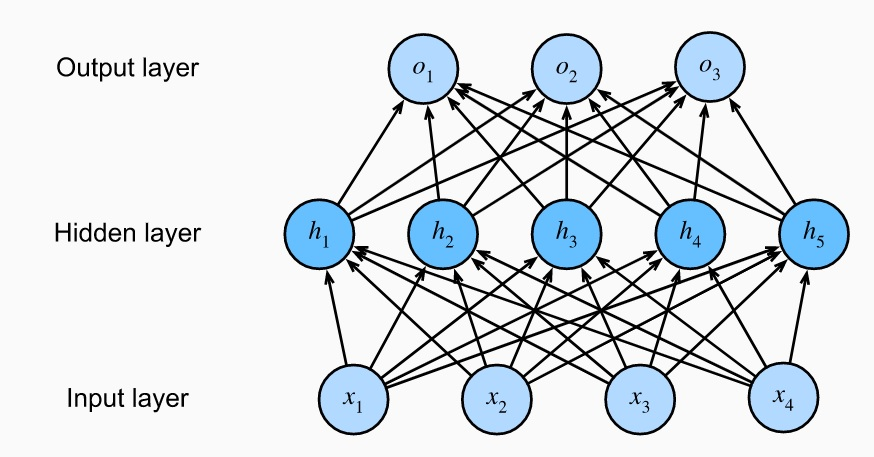 Output layer o₁ o₂ o₃
Hidden layer h₁ h₂ h₃ h₄ h₅
Input layer x₁ x₂ x₃ x₄